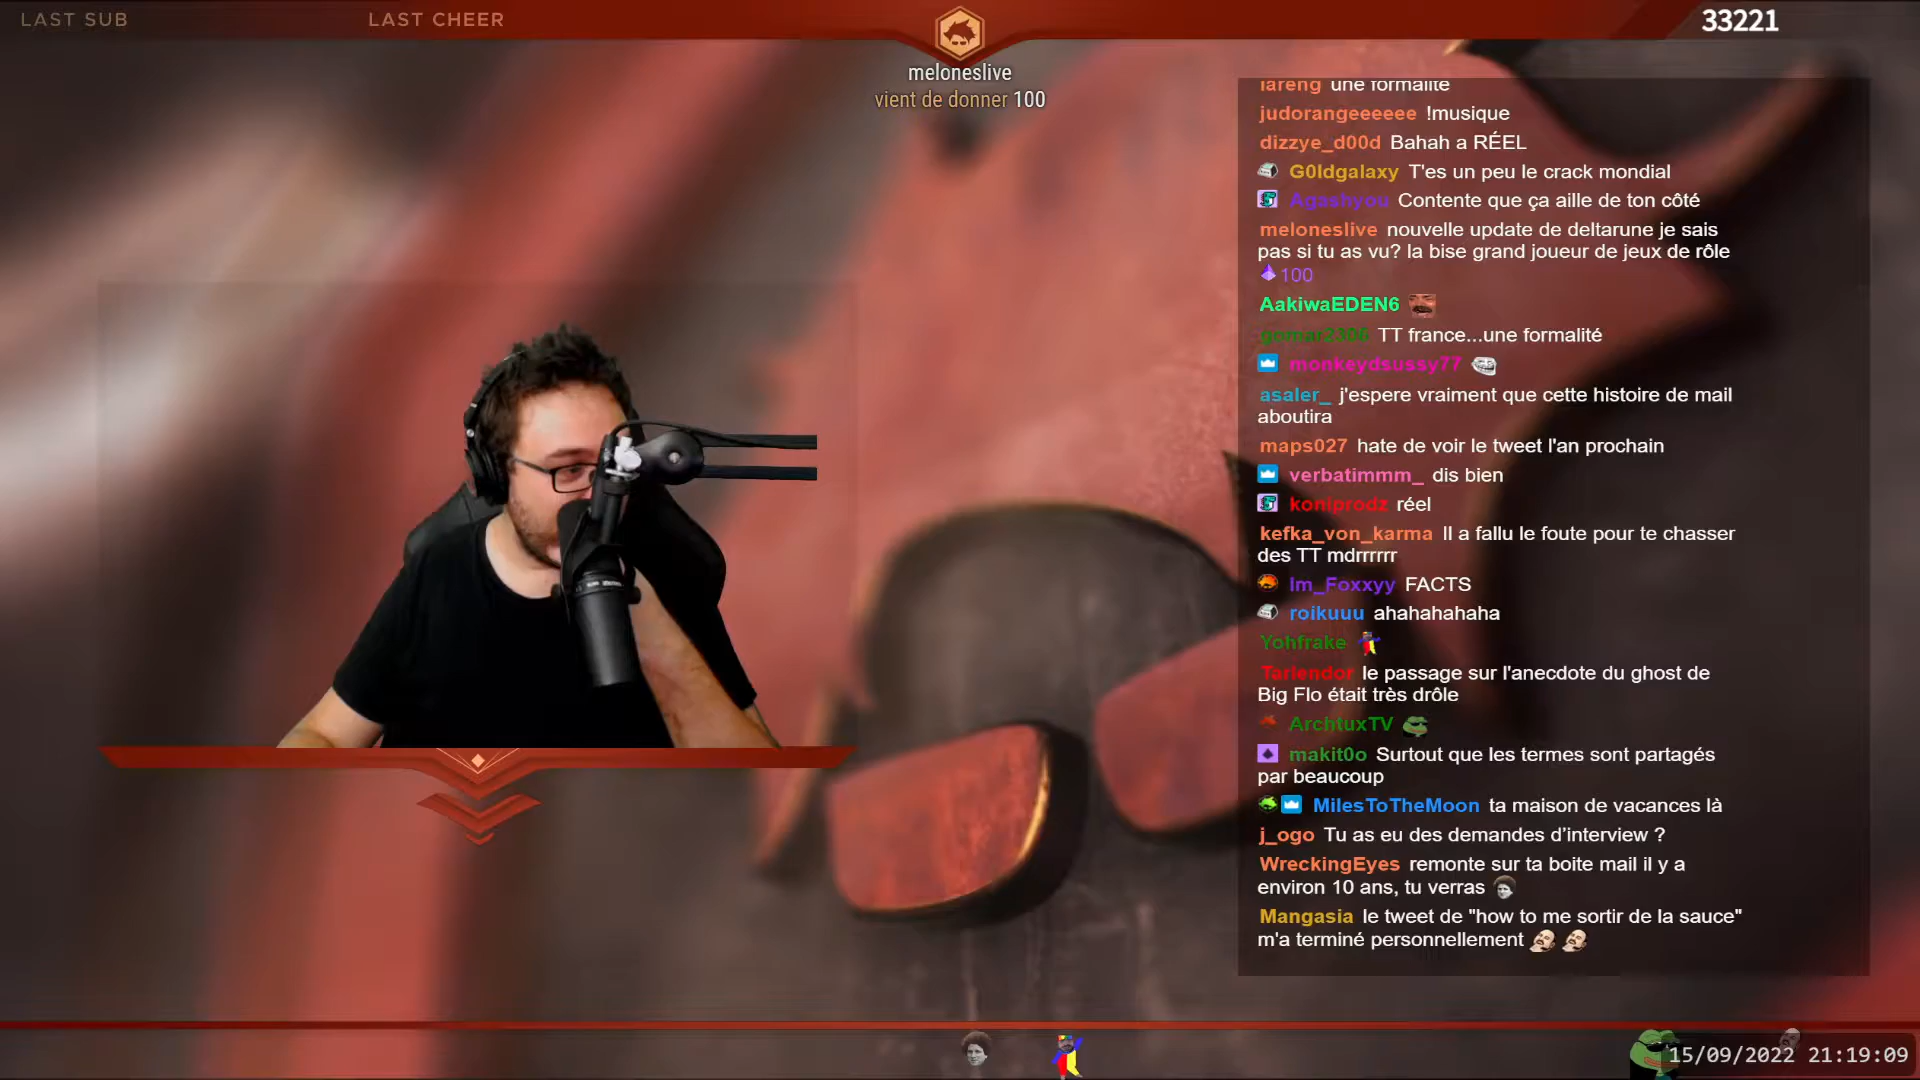 LAST SUB
LAST CHEER
33221
meloneslive
vient de donner 100
lareng une formalité
judorangeeeeee !musique
dizzye_d00d Bahah a RÉEL
G0ldgalaxy T'es un peu le crack mondial
Agashyou Contente que ça aille de ton côté
meloneslive nouvelle update de deltarune je sais
pas si tu as vu? la bise grand joueur de jeux de rôle
100
AakiwaEDEN6
gomar2306 TT france...une formalité
monkeydsussy77
asaler_ j'espere vraiment que cette histoire de mail
aboutira
maps027 hate de voir le tweet l'an prochain
verbatimmm_ dis bien
koniprodz réel
kefka_von_karma Il a fallu le foute pour te chasser
des TT mdrrrrrr
Im_Foxxyy FACTS
roikuuu ahahahahaha
Yohfrake
Tarlendor le passage sur l'anecdote du ghost de
Big Flo était très drôle
ArchtuxTV
makit0o Surtout que les termes sont partagés
par beaucoup
MilesToTheMoon ta maison de vacances là
j_ogo Tu as eu des demandes d'interview ?
WreckingEyes remonte sur ta boite mail il y a
environ 10 ans, tu verras
Mangasia le tweet de "how to me sortir de la sauce"
m'a terminé personnellement
15/09/2022 21:19:09